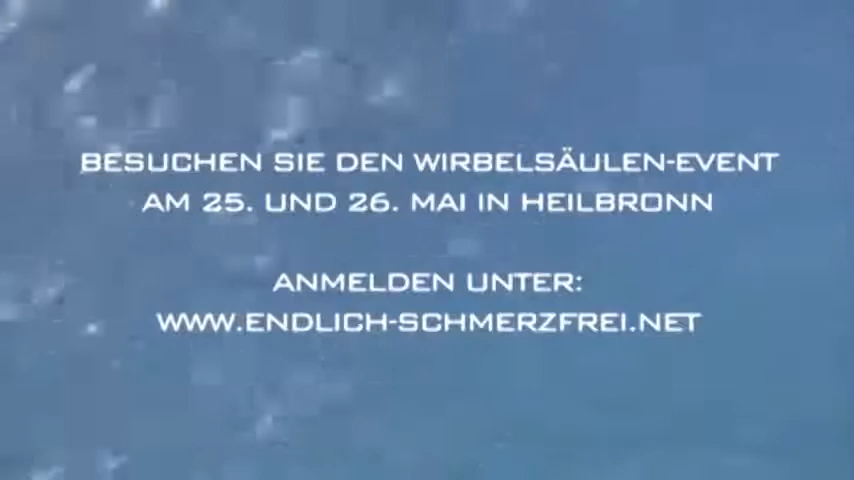 BESUCHEN SIE DEN WIRBELSÄULEN-EVENT
AM 25. UND 26. MAI IN HEILBRONN
ANMELDEN UNTER:
WWW.ENDLICH-SCHMERZFREI.NET